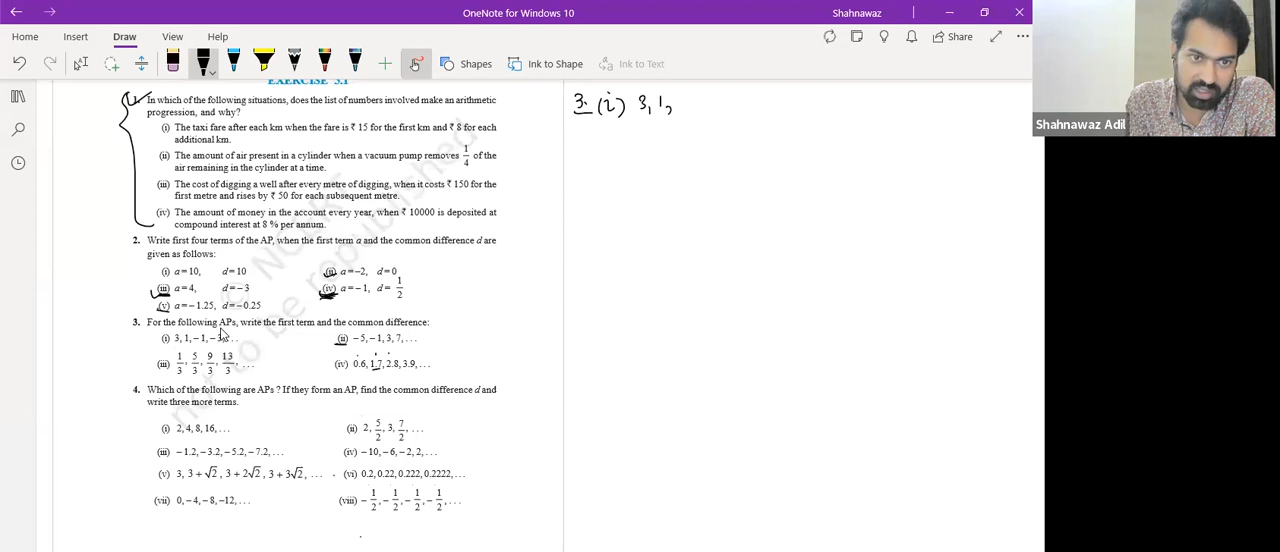 OneNote for Windows 10
Shahnawaz
Home Insert Draw View Help
Share
Shapes Ink to Shape Ink to Text
EXERCISE 5.1
1. In which of the following situations, does the list of numbers involved make an arithmetic
progression, and why?
(i) The taxi fare after each km when the fare is ₹ 15 for the first km and ₹ 8 for each
additional km.
(ii) The amount of air present in a cylinder when a vacuum pump removes 1/4 of the
air remaining in the cylinder at a time.
(iii) The cost of digging a well after every metre of digging, when it costs ₹ 150 for the
first metre and rises by ₹ 50 for each subsequent metre.
(iv) The amount of money in the account every year, when ₹ 10000 is deposited at
compound interest at 8 % per annum.
2. Write first four terms of the AP, when the first term a and the common difference d are
given as follows:
(i) a = 10, d = 10 (ii) a = –2, d = 0
(iii) a = 4, d = – 3 (iv) a = – 1, d = 1/2
(v) a = – 1.25, d = – 0.25
3. For the following APs, write the first term and the common difference:
(i) 3, 1, – 1, – 3, . . . (ii) – 5, – 1, 3, 7, . . .
(iii) 1/3, 5/3, 9/3, 13/3, . . . (iv) 0.6, 1.7, 2.8, 3.9, . . .
4. Which of the following are APs ? If they form an AP, find the common difference d and
write three more terms.
(i) 2, 4, 8, 16, . . . (ii) 2, 5/2, 3, 7/2, . . .
(iii) – 1.2, – 3.2, – 5.2, – 7.2, . . . (iv) – 10, – 6, – 2, 2, . . .
(v) 3, 3 + √2, 3 + 2√2, 3 + 3√2, . . . (vi) 0.2, 0.22, 0.222, 0.2222, . . .
(vii) 0, – 4, – 8, –12, . . . (viii) – 1/2, – 1/2, – 1/2, – 1/2, . . .
© NCERT
not to be republished
3. (i) 3, 1,
Shahnawaz Adil